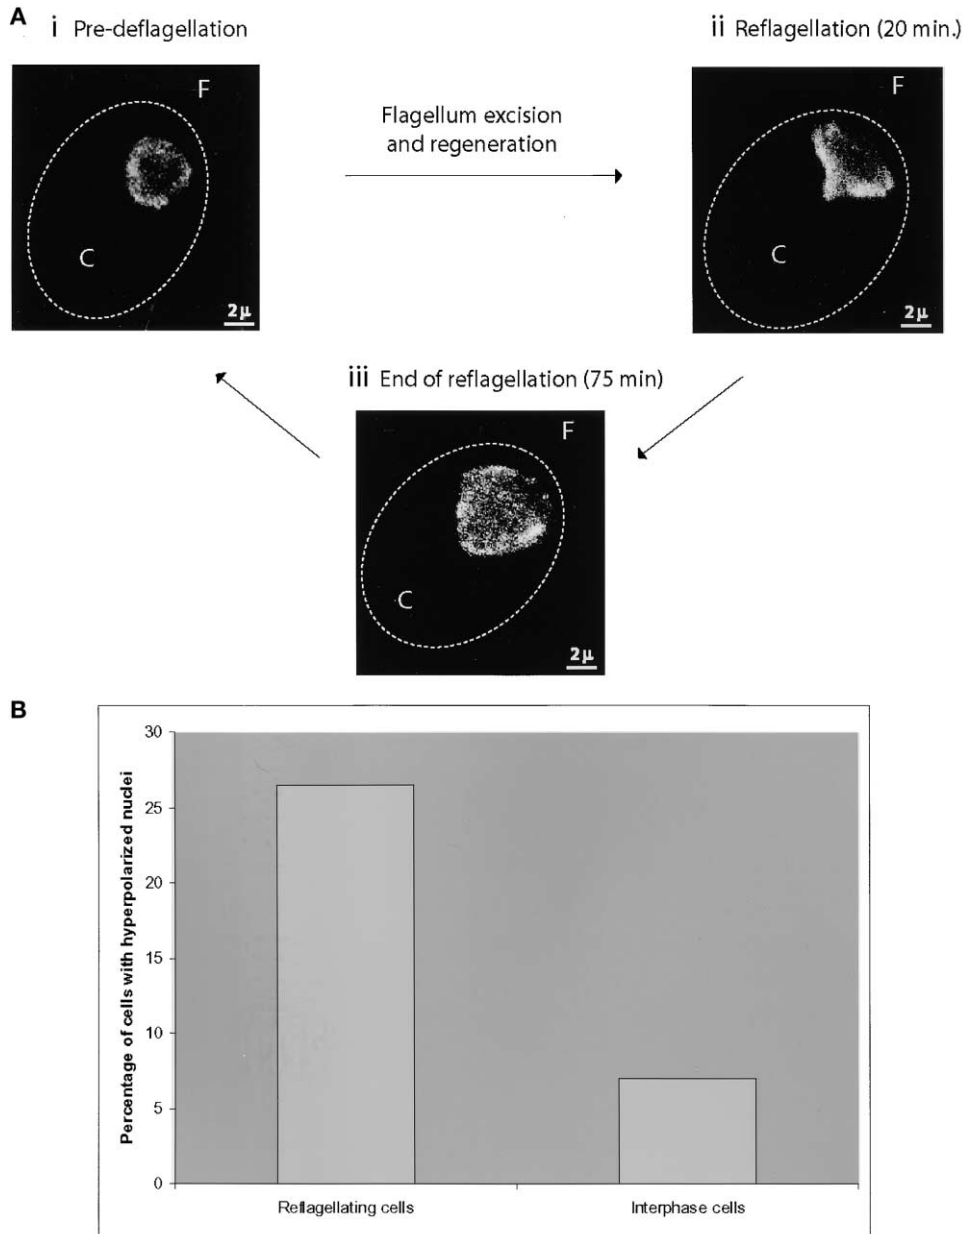 A
i Pre-deflagellation
ii Reflagellation (20 min.)
F
C
2µ
Flagellum excision
and regeneration
F
C
2µ
iii End of reflagellation (75 min)
F
C
2µ
B
Percentage of cells with hyperpolarized nuclei
30
25
20
15
10
5
0
Reflagellating cells
Interphase cells